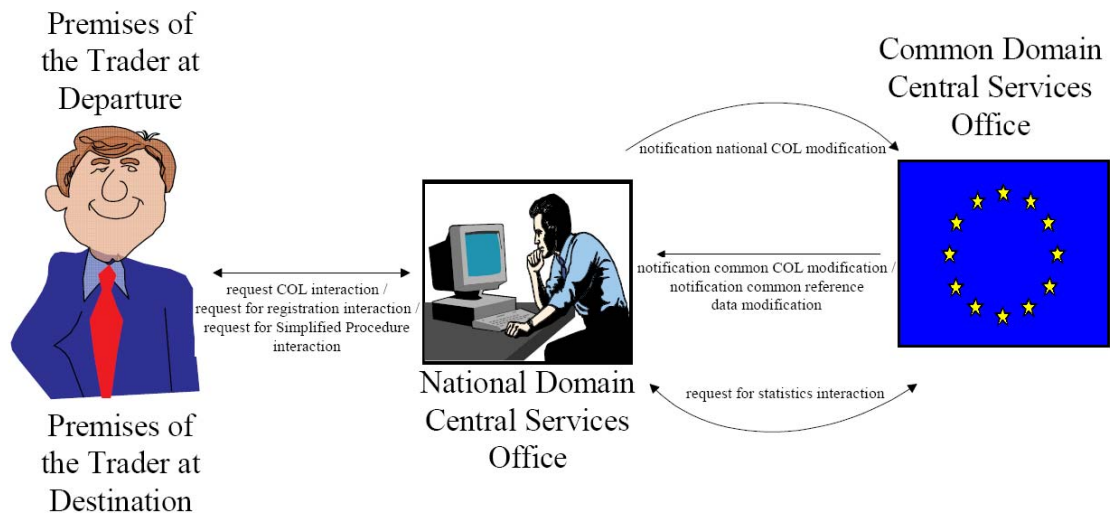 Premises of
the Trader at
Departure
Common Domain
Central Services
Office
notification national COL modification
notification common COL modification /
notification common reference
data modification
request COL interaction /
request for registration interaction /
request for Simplified Procedure
interaction
National Domain
Central Services
Office
request for statistics interaction
Premises of
the Trader at
Destination